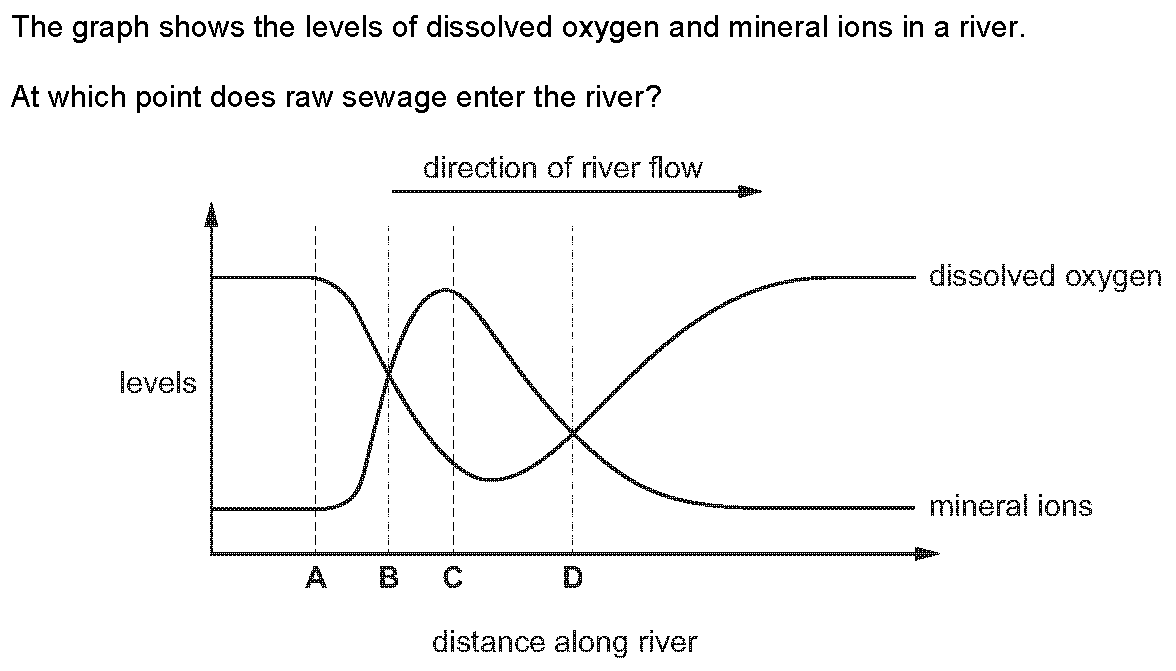 The graph shows the levels of dissolved oxygen and mineral ions in a river.
At which point does raw sewage enter the river?
direction of river flow
dissolved oxygen
levels
mineral ions
A B C D
distance along river